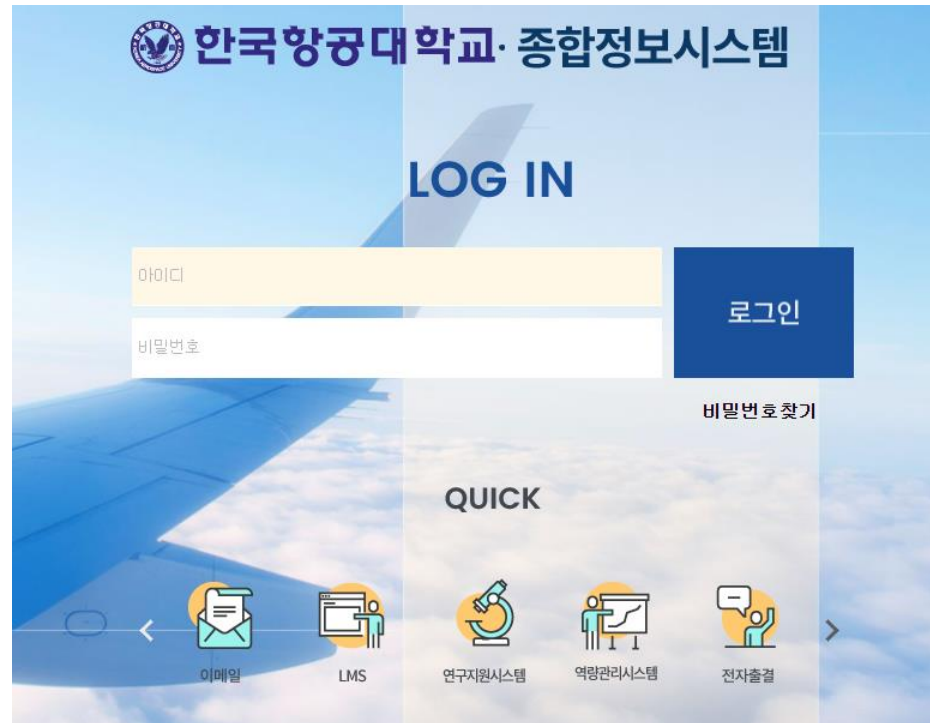 한국항공대학교· 종합정보시스템
LOG IN
아이디
로그인
비밀번호
비밀번호찾기
QUICK
이메일 LMS 연구지원시스템 역량관리시스템 전자출결